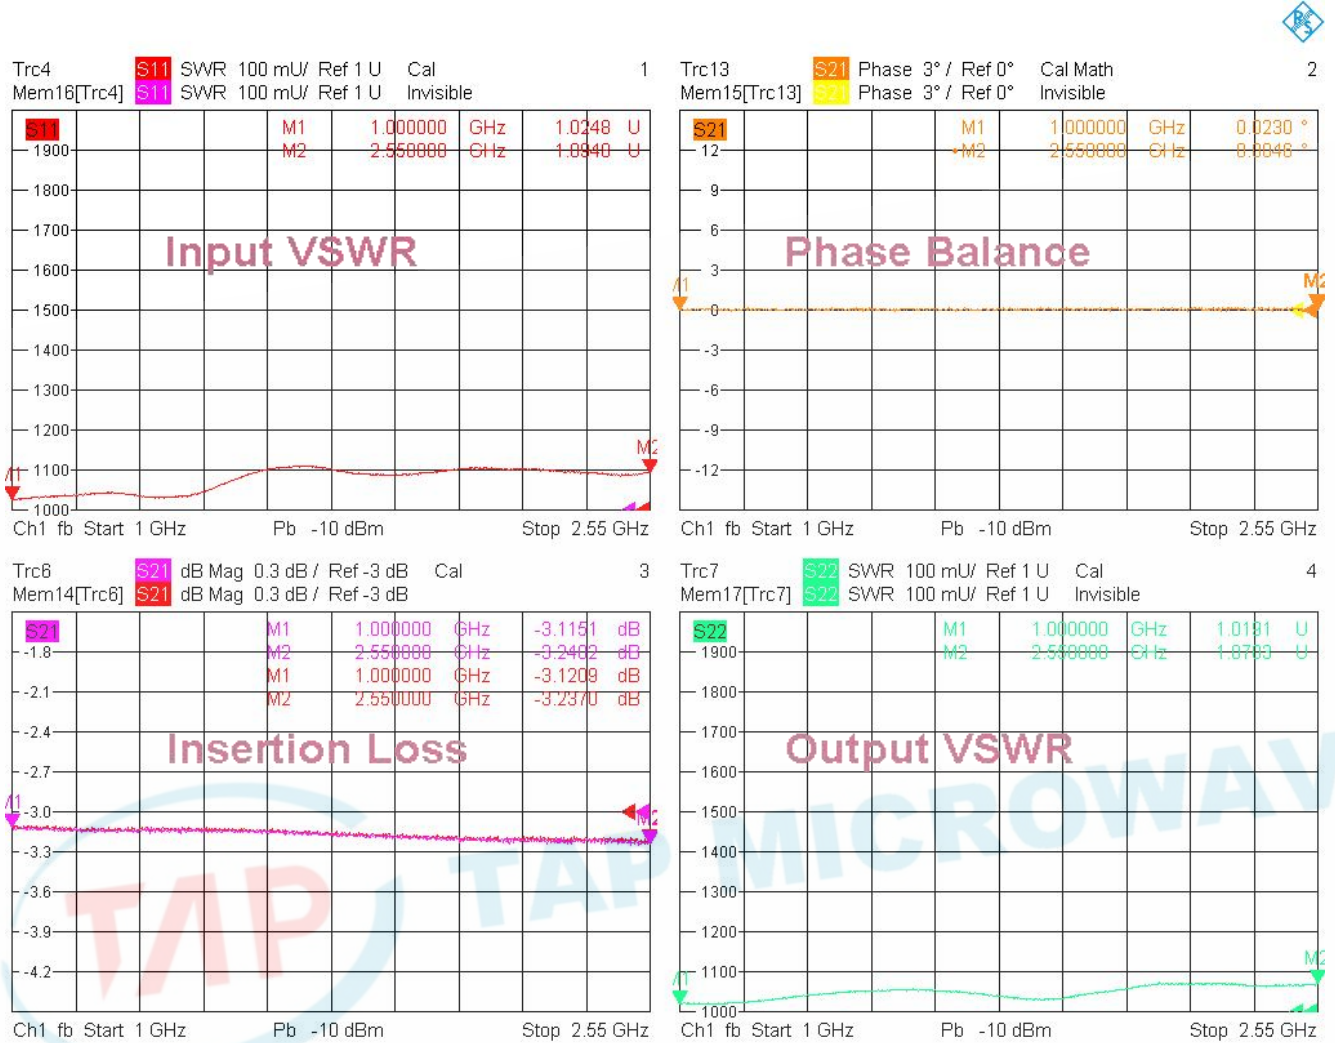 R&S
Trc4 S11 SWR 100 mU/ Ref 1 U Cal 1
Mem16[Trc4] S11 SWR 100 mU/ Ref 1 U Invisible
S11 M1 1.000000 GHz 1.0248 U
1900 M2 2.550000 GHz 1.0940 U
1800
1700
Input VSWR
1600
1500
1400
1300
1200
M2
1100
M1
1000
Ch1 fb Start 1 GHz Pb -10 dBm Stop 2.55 GHz
Trc13 S21 Phase 3° / Ref 0° Cal Math 2
Mem15[Trc13] S21 Phase 3° / Ref 0° Invisible
S21 M1 1.000000 GHz 0.0230 °
12 •M2 2.550000 GHz
9
6
Phase Balance
3
M1 M2
0
-3
-6
-9
-12
Ch1 fb Start 1 GHz Pb -10 dBm Stop 2.55 GHz
Trc6 S21 dB Mag 0.3 dB / Ref -3 dB Cal 3
Mem14[Trc6] S21 dB Mag 0.3 dB / Ref -3 dB
S21 M1 1.000000 GHz -3.1151 dB
-1.8 M2 2.550000 GHz -3.2402 dB
M1 1.000000 GHz -3.1209 dB
-2.1 M2 2.550000 GHz -3.2370 dB
-2.4
Insertion Loss
-2.7
M1
-3.0
M2
-3.3
-3.6
-3.9
-4.2
Ch1 fb Start 1 GHz Pb -10 dBm Stop 2.55 GHz
Trc7 S22 SWR 100 mU/ Ref 1 U Cal 4
Mem17[Trc7] S22 SWR 100 mU/ Ref 1 U Invisible
S22 M1 1.000000 GHz 1.0191 U
1900 M2 2.550000 GHz U
1800
1700
Output VSWR
1600
1500
1400
1300
1200
M2
1100
M1
1000
Ch1 fb Start 1 GHz Pb -10 dBm Stop 2.55 GHz
TAP TAP MICROWAV